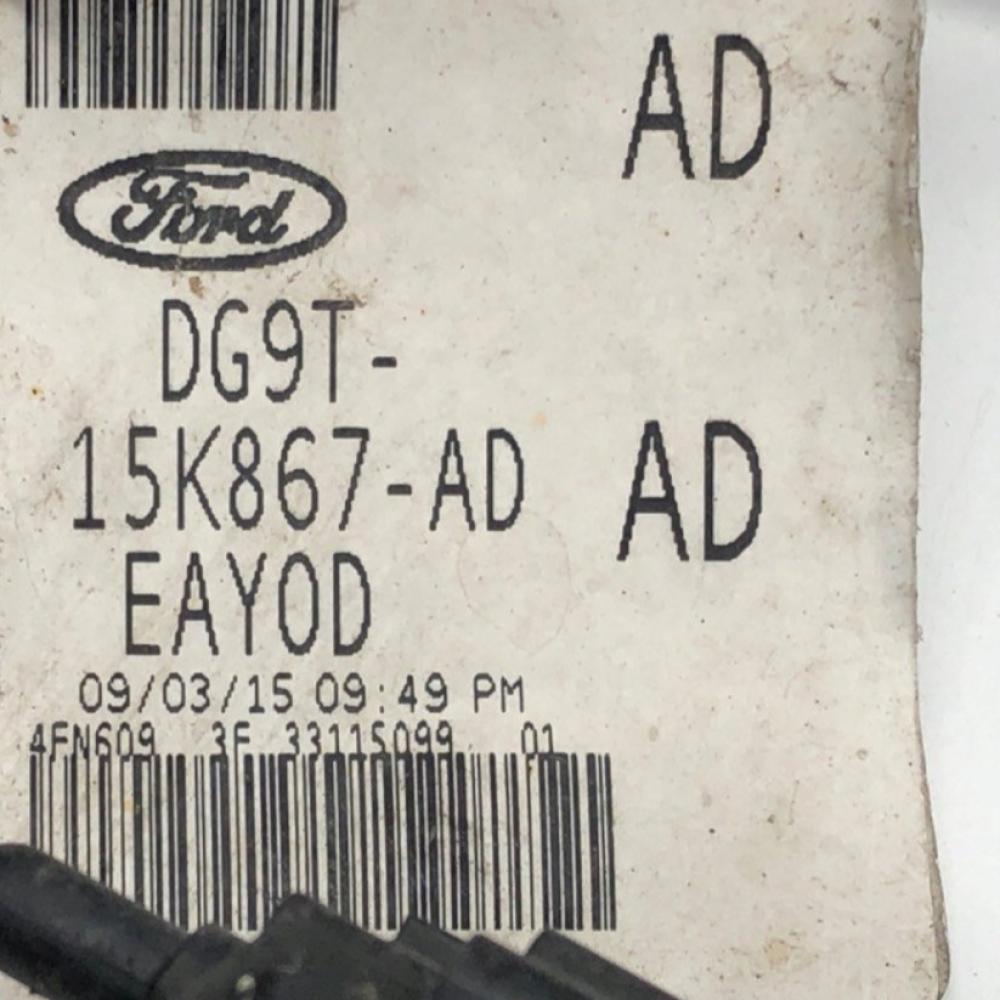 AD
Ford
DG9T-
15K867-AD AD
EAYOD
09/03/15 09:49 PM
4FN609 3F 33115099 01